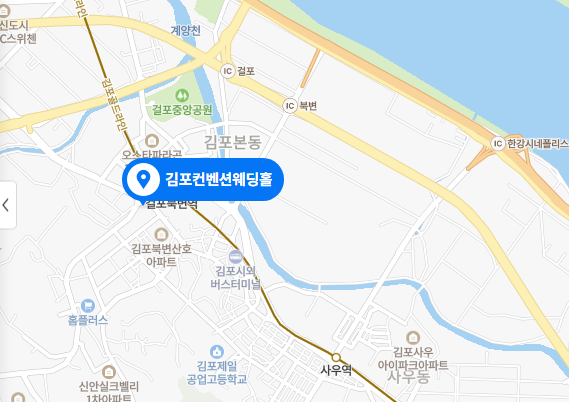 신도시
C스위첸
계양천
김포골드라인
IC 걸포
걸포중앙공원
IC 북변
김포본동
IC 한강시네폴리스
김포컨벤션웨딩홀
걸포북변역
김포북변산호
아파트
김포시외
버스터미널
홈플러스
김포제일
공업고등학교
사우역
김포사우
아이파크아파트
사우동
신안실크밸리
1차아파트